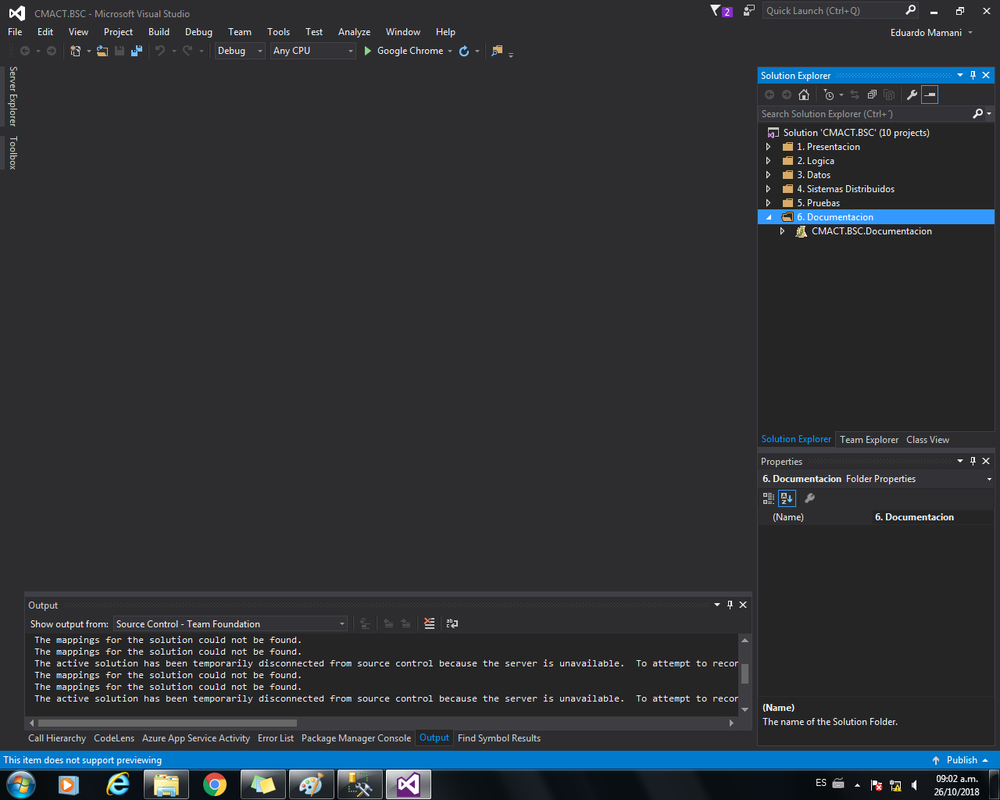 CMACT.BSC - Microsoft Visual Studio
2
Quick Launch (Ctrl+Q)
File Edit View Project Build Debug Team Tools Test Analyze Window Help
Eduardo Mamani
Debug Any CPU Google Chrome
Server Explorer
Toolbox
Solution Explorer
Search Solution Explorer (Ctrl+´)
Solution 'CMACT.BSC' (10 projects)
1. Presentacion
2. Logica
3. Datos
4. Sistemas Distribuidos
5. Pruebas
6. Documentacion
CMACT.BSC.Documentacion
Solution Explorer Team Explorer Class View
Properties
6. Documentacion Folder Properties
(Name) 6. Documentacion
(Name)
The name of the Solution Folder.
Output
Show output from: Source Control - Team Foundation
The mappings for the solution could not be found.
The mappings for the solution could not be found.
The active solution has been temporarily disconnected from source control because the server is unavailable. To attempt to recor
The mappings for the solution could not be found.
The mappings for the solution could not be found.
The active solution has been temporarily disconnected from source control because the server is unavailable. To attempt to recor
Call Hierarchy CodeLens Azure App Service Activity Error List Package Manager Console Output Find Symbol Results
This item does not support previewing
Publish
ES
09:02 a.m.
26/10/2018